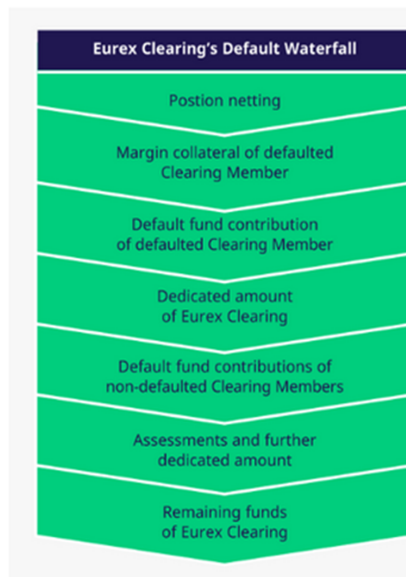 Eurex Clearing's Default Waterfall
Postion netting
Margin collateral of defaulted
Clearing Member
Default fund contribution
of defaulted Clearing Member
Dedicated amount
of Eurex Clearing
Default fund contributions of
non-defaulted Clearing Members
Assessments and further
dedicated amount
Remaining funds
of Eurex Clearing